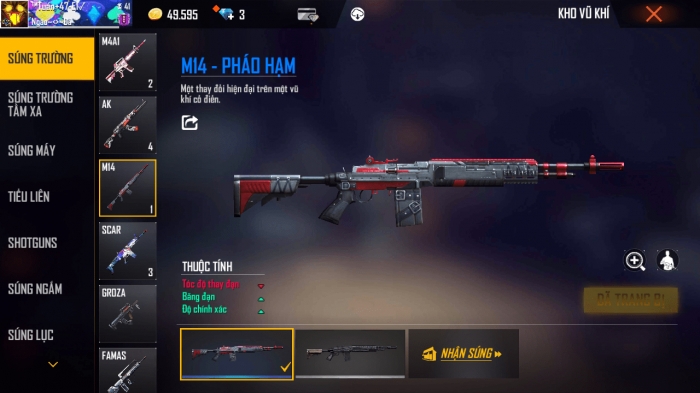 49.595
3
KHO VŨ KHÍ
SÚNG TRƯỜNG
SÚNG TRƯỜNG
TẦM XA
SÚNG MÁY
TIỂU LIÊN
SHOTGUNS
SÚNG NGẮM
SÚNG LỤC
M4A1
2
AK
4
M14
1
SCAR
3
GROZA
FAMAS
M14 - PHÁO HẠM
Một thay đổi hiện đại trên một vũ
khí cổ điển.
THUỘC TÍNH
Tốc độ thay đạn
Băng đạn
Độ chính xác
ĐÃ TRANG BỊ
NHẬN SÚNG